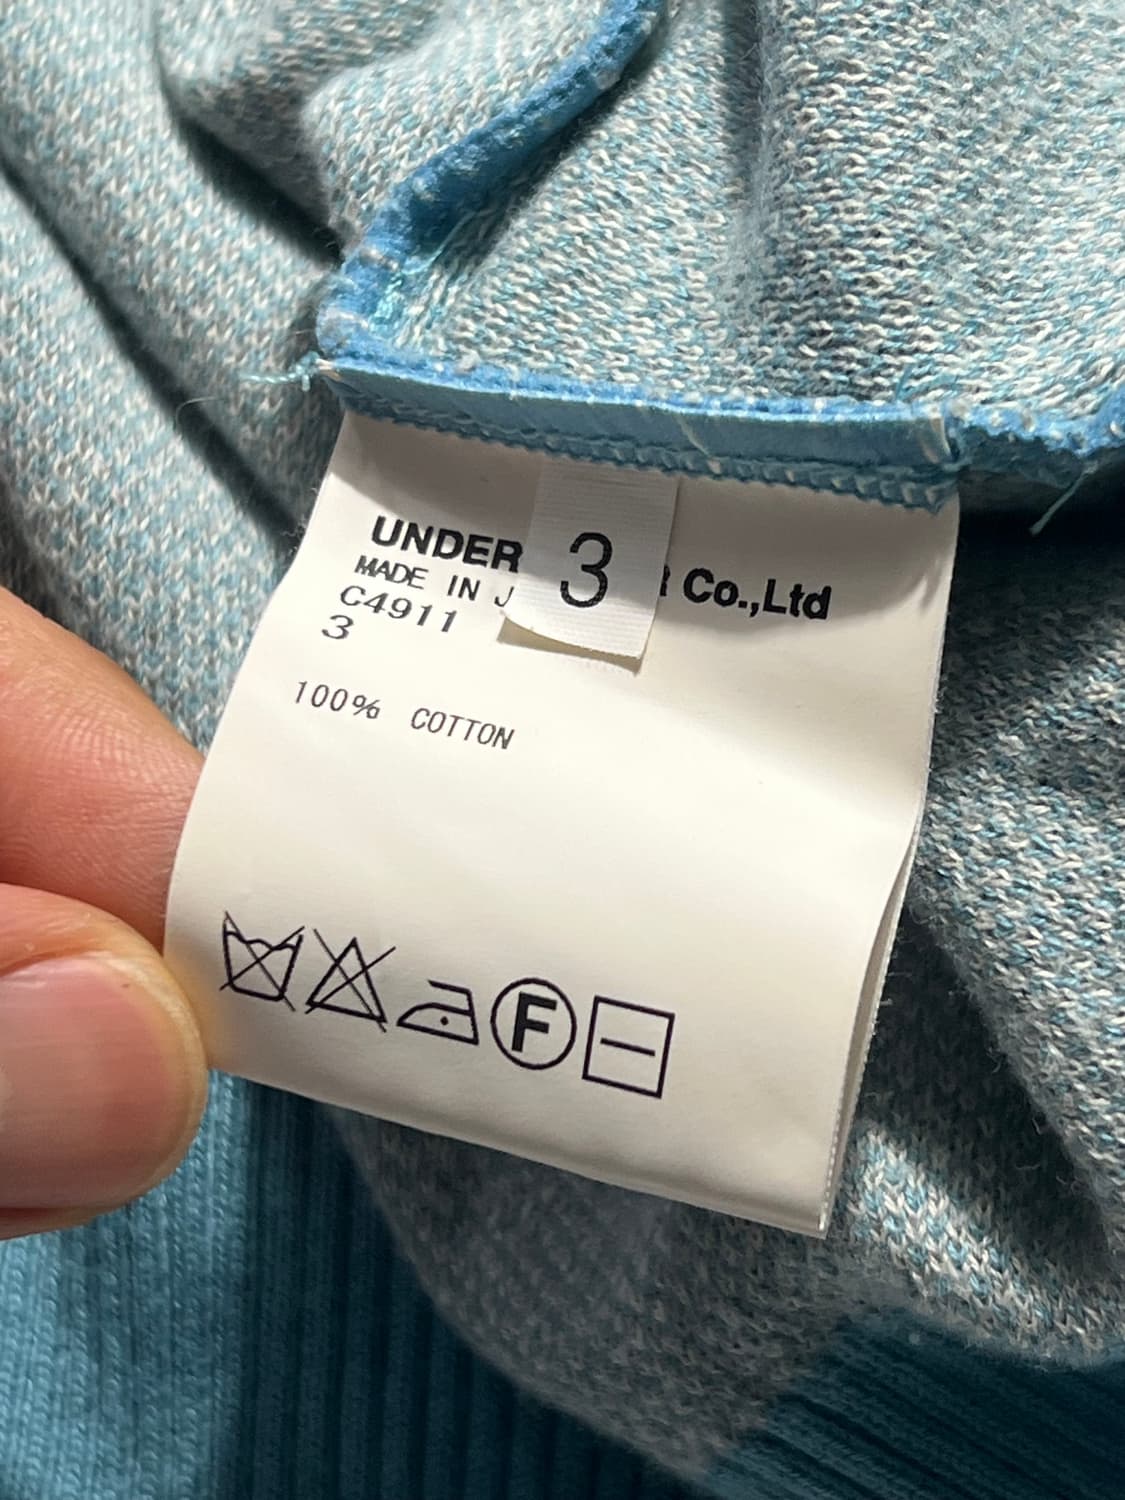 UNDER Co.,Ltd
3
MADE IN
C4911
3
100% COTTON
F